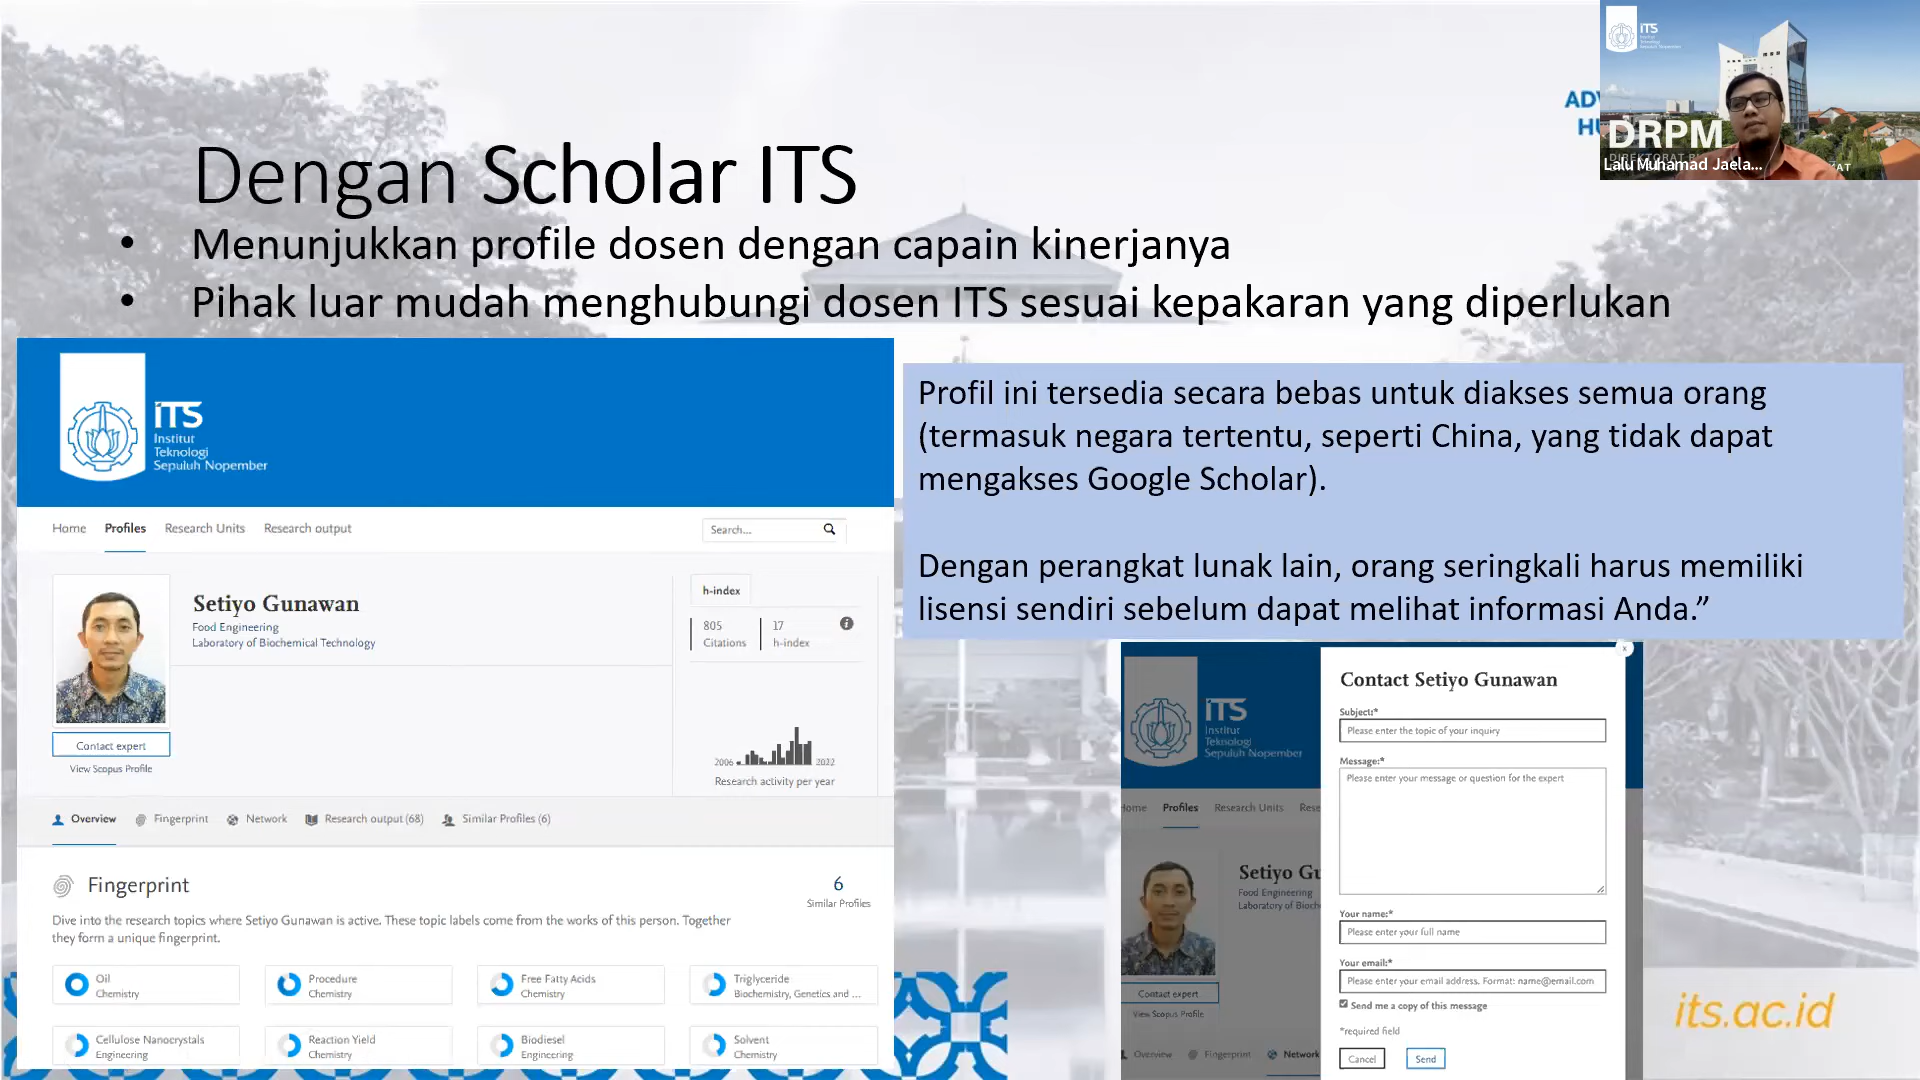 iTS
Institut
Teknologi
Sepuluh Nopember
DRPM
Lalu Muhamad Jaela...
Dengan Scholar ITS
• Menunjukkan profile dosen dengan capain kinerjanya
• Pihak luar mudah menghubungi dosen ITS sesuai kepakaran yang diperlukan
iTS
Institut
Teknologi
Sepuluh Nopember
Home Profiles Research Units Research output
Search...
Setiyo Gunawan
Food Engineering
Laboratory of Biochemical Technology
h-index
805 17
Citations h-index
Contact expert
View Scopus Profile
2006 2022
Research activity per year
Overview Fingerprint Network Research output (68) Similar Profiles (6)
Fingerprint
6
Similar Profiles
Dive into the research topics where Setiyo Gunawan is active. These topic labels come from the works of this person. Together
they form a unique fingerprint.
Oil
Chemistry
Procedure
Chemistry
Free Fatty Acids
Chemistry
Triglyceride
Biochemistry, Genetics and ...
Cellulose Nanocrystals
Engineering
Reaction Yield
Chemistry
Biodiesel
Engineering
Solvent
Chemistry
Profil ini tersedia secara bebas untuk diakses semua orang
(termasuk negara tertentu, seperti China, yang tidak dapat
mengakses Google Scholar).
Dengan perangkat lunak lain, orang seringkali harus memiliki
lisensi sendiri sebelum dapat melihat informasi Anda.”
iTS
Institut
Teknologi
Sepuluh Nopember
Home Profiles Research Units Rese
Setiyo Gu
Food Engineering
Laboratory of Bioch
Contact expert
View Scopus Profile
Overview Fingerprint Network
x
Contact Setiyo Gunawan
Subject:*
Please enter the topic of your inquiry
Message:*
Please enter your message or question for the expert
Your name:*
Please enter your full name
Your email:*
Please enter your email address. Format: name@email.com
Send me a copy of this message
*required field
Cancel Send
its.ac.id